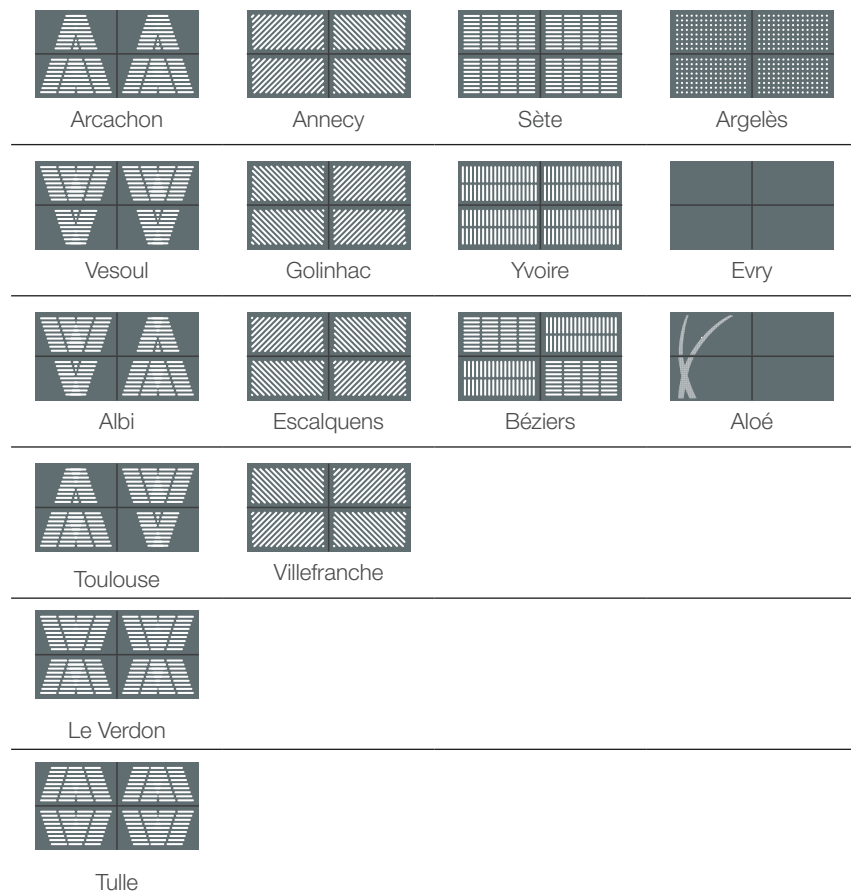 Arcachon
Annecy
Sète
Argelès
Vesoul
Golinhac
Yvoire
Evry
Albi
Escalquens
Béziers
Aloé
Toulouse
Villefranche
Le Verdon
Tulle